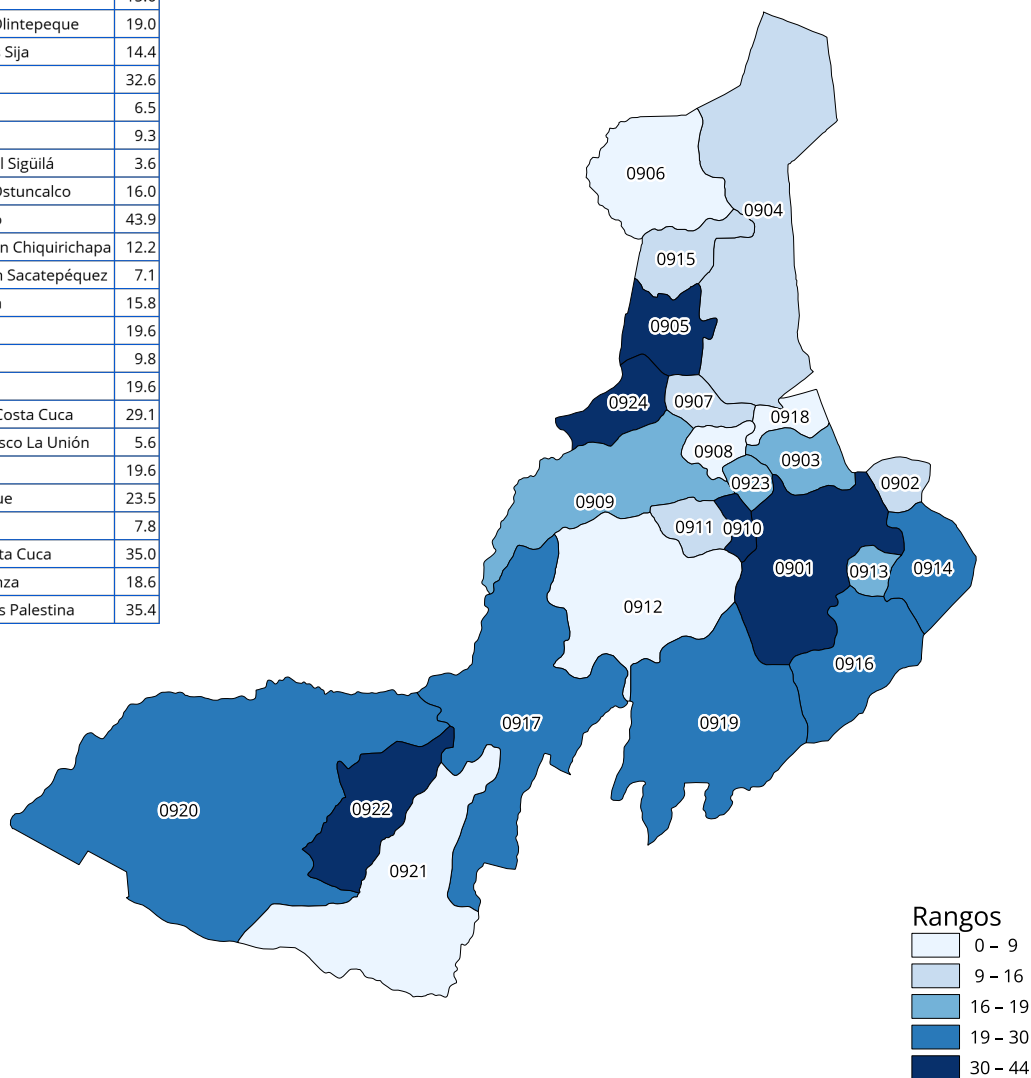 Olintepeque 19.0
Sija 14.4
32.6
6.5
9.3
l Sigüilá 3.6
Ostuncalco 16.0
43.9
n Chiquirichapa 12.2
n Sacatepéquez 7.1
15.8
19.6
9.8
19.6
Costa Cuca 29.1
sco La Unión 5.6
19.6
ue 23.5
7.8
ta Cuca 35.0
nza 18.6
s Palestina 35.4
0906
0904
0915
0905
0924
0907
0918
0908
0903
0923
0902
0909
0911
0910
0901
0913
0914
0912
0916
0917
0919
0920
0922
0921
Rangos
0 – 9
9 – 16
16 – 19
19 – 30
30 – 44